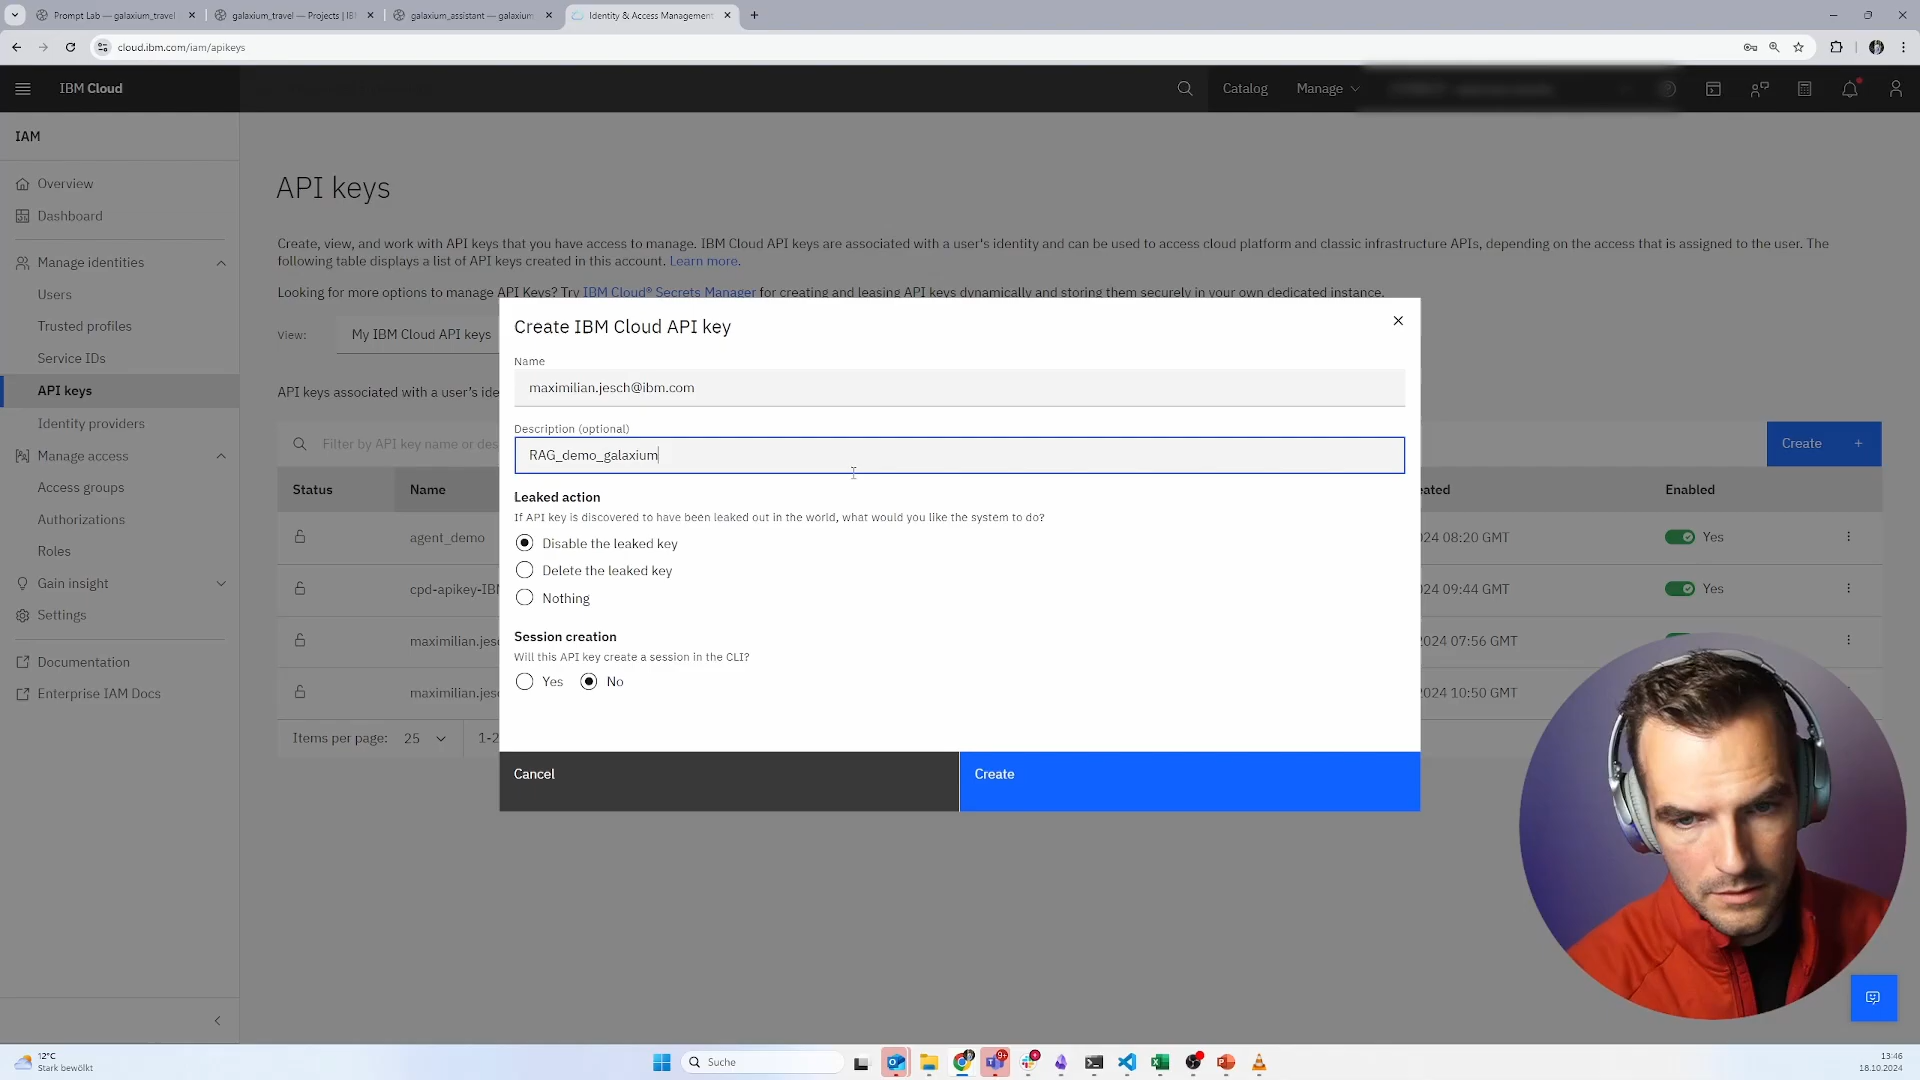 Prompt Lab — galaxium_travel
galaxium_travel — Projects | IB
galaxium_assistant — galaxium
Identity & Access Management
cloud.ibm.com/iam/apikeys
IBM Cloud
Catalog
Manage
IAM
Overview
Dashboard
Manage identities
Users
Trusted profiles
Service IDs
API keys
Identity providers
Manage access
Access groups
Authorizations
Roles
Gain insight
Settings
Documentation
Enterprise IAM Docs
API keys
Create, view, and work with API keys that you have access to manage. IBM Cloud API keys are associated with a user's identity and can be used to access cloud platform and classic infrastructure APIs, depending on the access that is assigned to the user. The
following table displays a list of API keys created in this account. Learn more.
Looking for more options to manage API Keys? Try IBM Cloud® Secrets Manager for creating and leasing API keys dynamically and storing them securely in your own dedicated instance.
View: My IBM Cloud API keys
API keys associated with a user's ide
Filter by API key name or des
Create +
Status Name ated Enabled
agent_demo 024 08:20 GMT Yes
cpd-apikey-IBM 024 09:44 GMT Yes
maximilian.jesc 2024 07:56 GMT
maximilian.jesc 2024 10:50 GMT
Items per page: 25 1-2
Create IBM Cloud API key
Name
maximilian.jesch@ibm.com
Description (optional)
RAG_demo_galaxium
Leaked action
If API key is discovered to have been leaked out in the world, what would you like the system to do?
Disable the leaked key
Delete the leaked key
Nothing
Session creation
Will this API key create a session in the CLI?
Yes No
Cancel
Create
12°C
Stark bewölkt
Suche
9+
13:46
18.10.2024